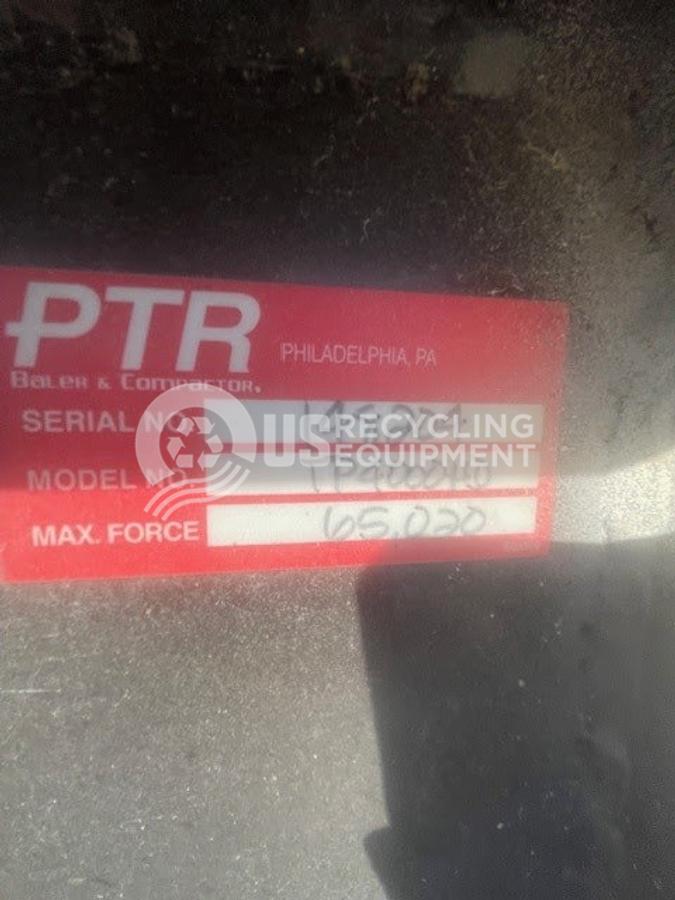 PTR
PHILADELPHIA, PA
BALER & COMPACTOR.
SERIAL NO.
MODEL NO.
MAX. FORCE 65,020
US RECYCLING
EQUIPMENT